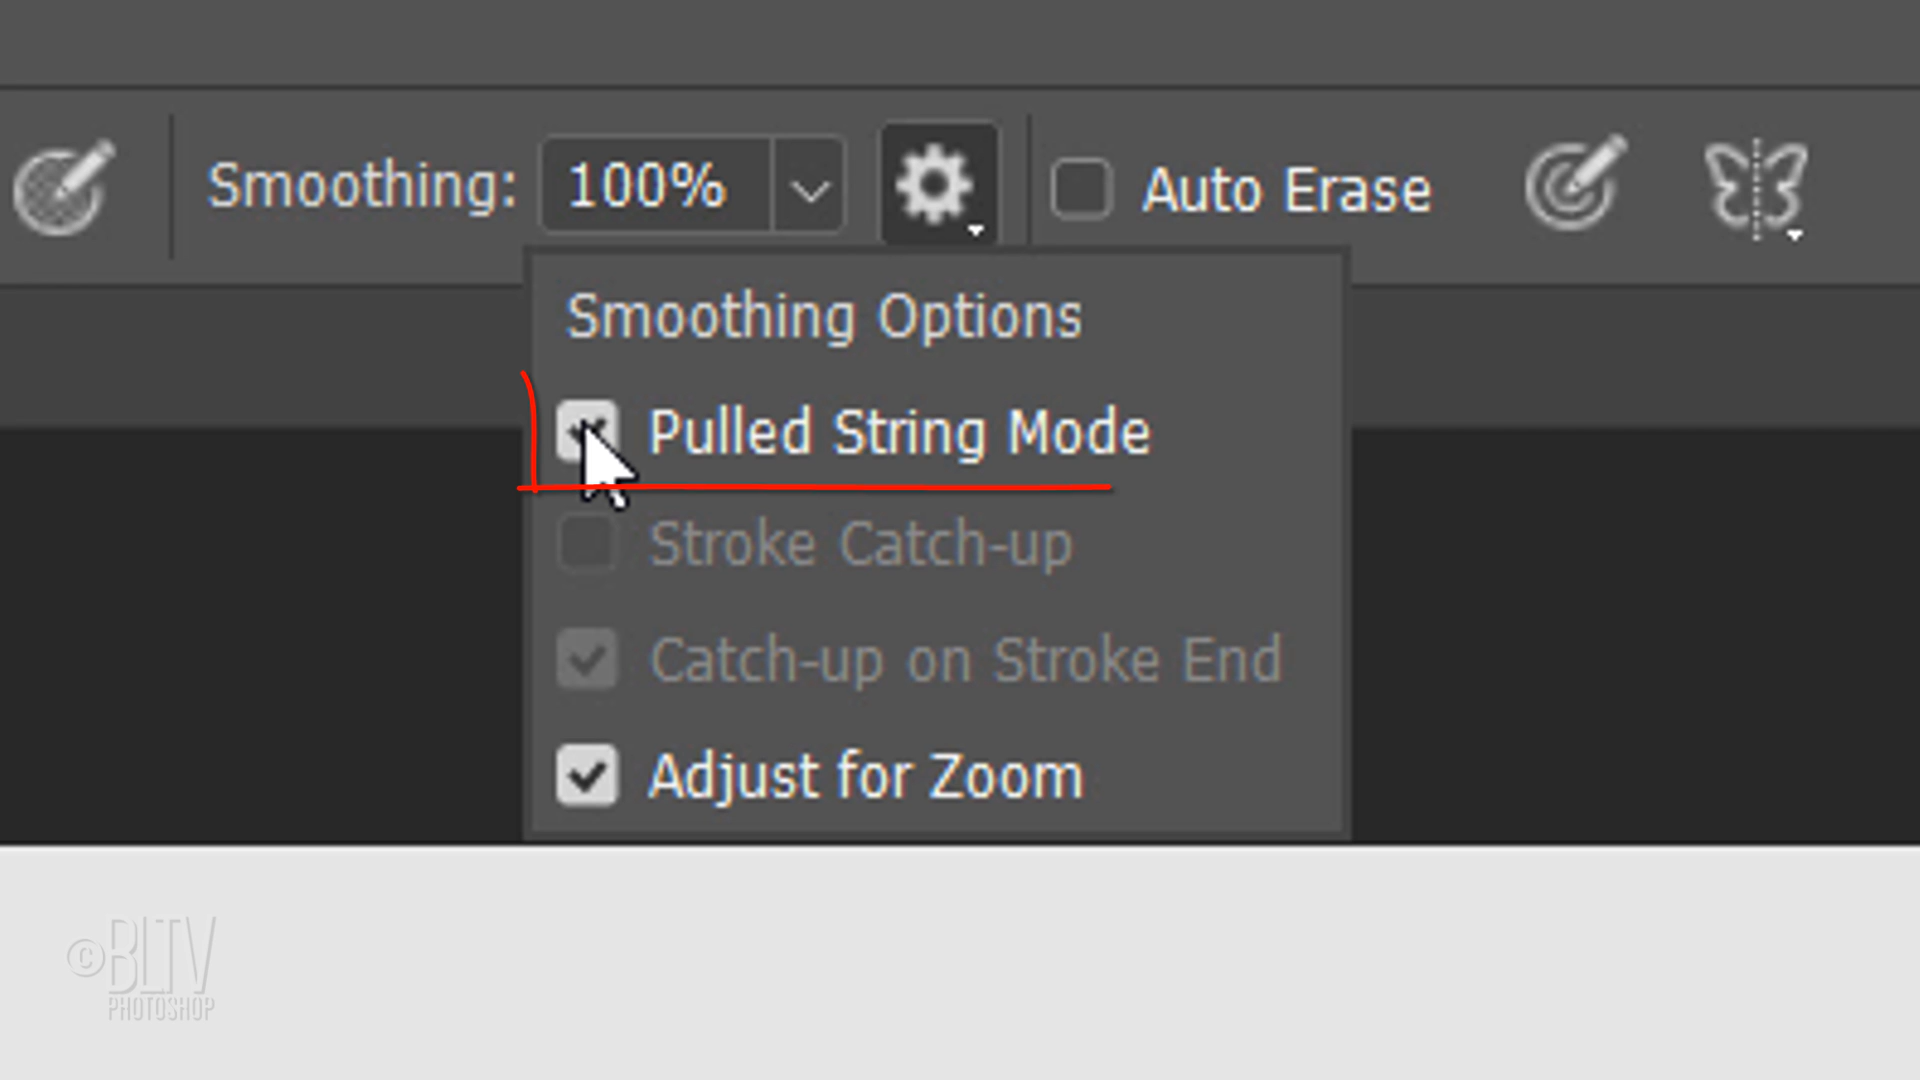 Smoothing: 100% Auto Erase
Smoothing Options
Pulled String Mode
Stroke Catch-up
Catch-up on Stroke End
Adjust for Zoom
©BLTV
PHOTOSHOP